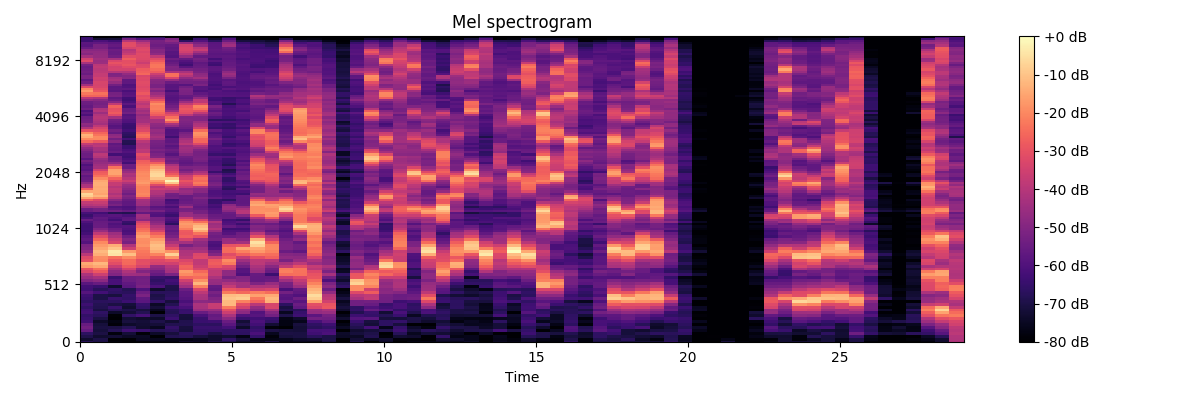 Mel spectrogram
8192
4096
2048
1024
512
0
Hz
0 5 10 15 20 25
Time
+0 dB
-10 dB
-20 dB
-30 dB
-40 dB
-50 dB
-60 dB
-70 dB
-80 dB